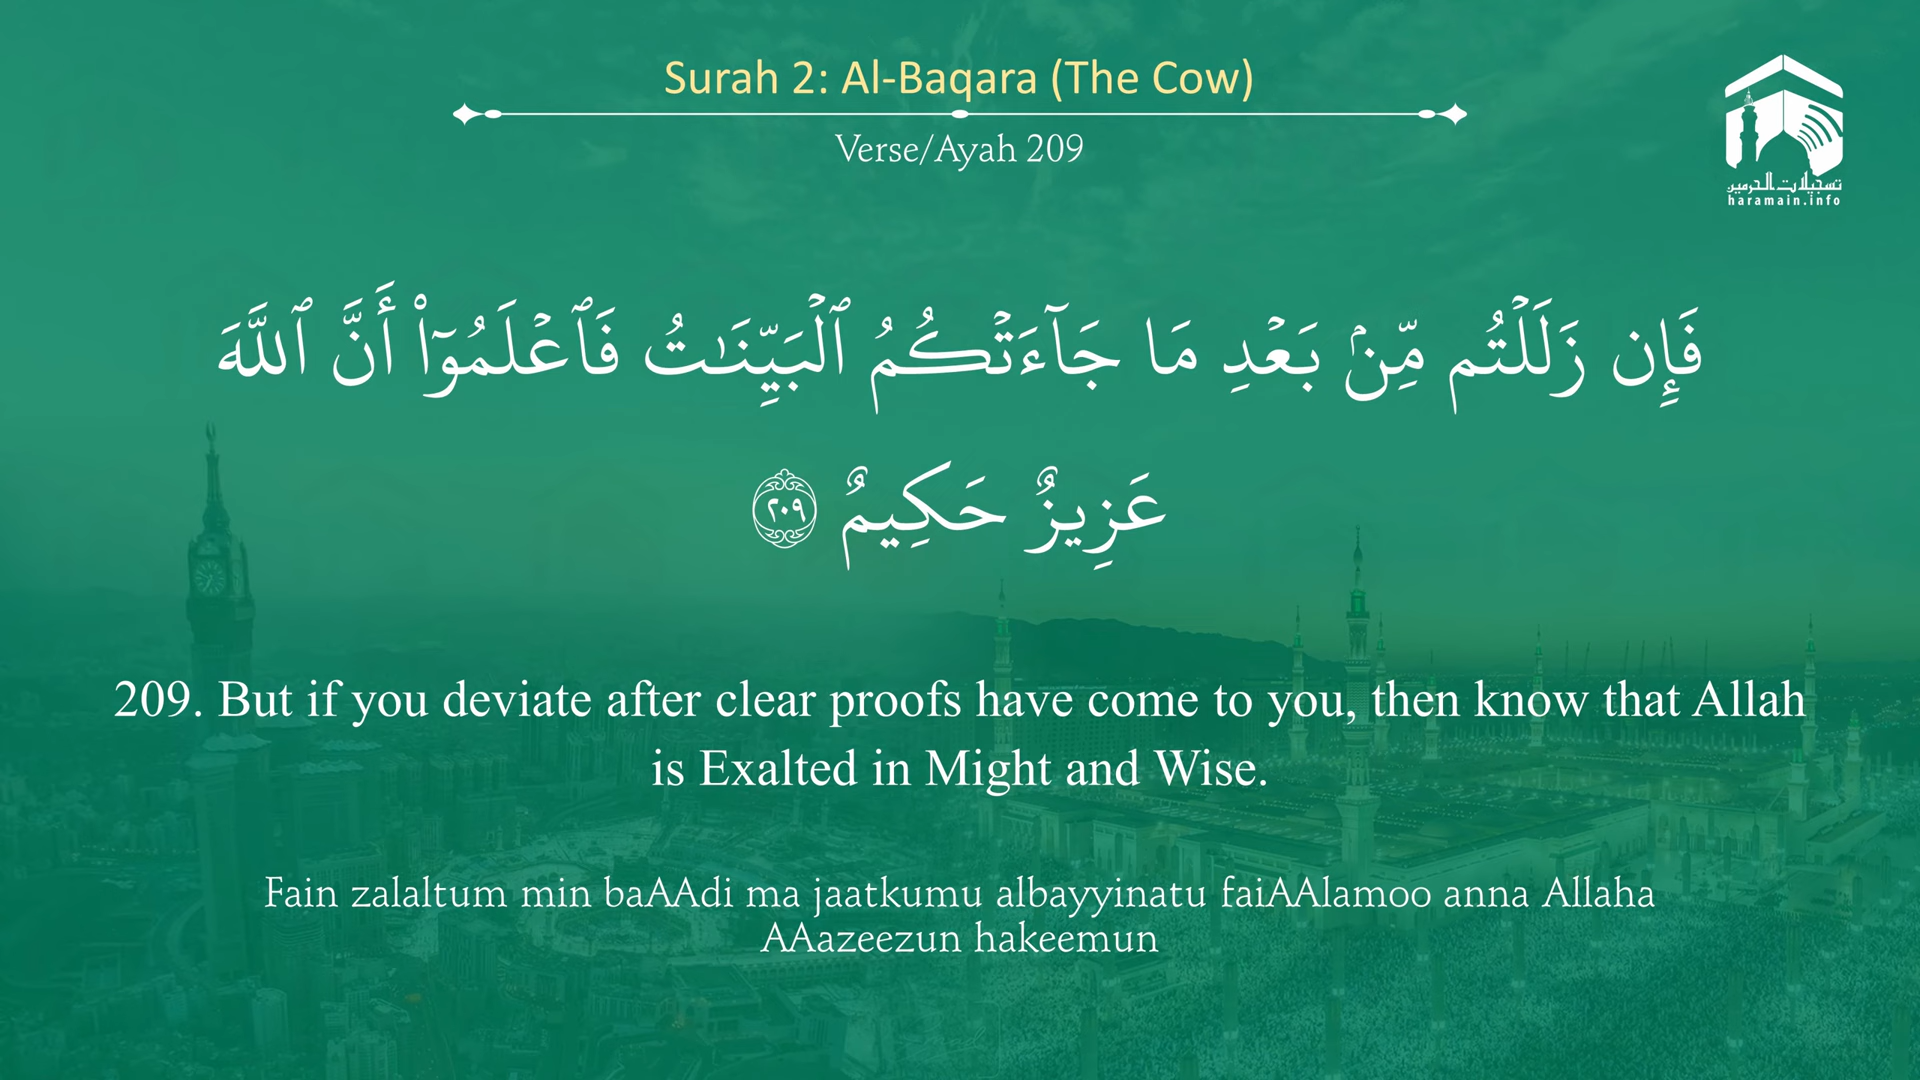 Surah 2: Al-Baqara (The Cow)
Verse/Ayah 209
تسجيلات الحرمين
haramain.info
فَإِن زَلَلْتُم مِّنۢ بَعْدِ مَا جَآءَتْكُمُ ٱلْبَيِّنَـٰتُ فَٱعْلَمُوٓا۟ أَنَّ ٱللَّهَ
عَزِيزٌ حَكِيمٌ ٢٠٩
209. But if you deviate after clear proofs have come to you, then know that Allah
is Exalted in Might and Wise.
Fain zalaltum min baAAdi ma jaatkumu albayyinatu faiAAlamoo anna Allaha
AAazeezun hakeemun